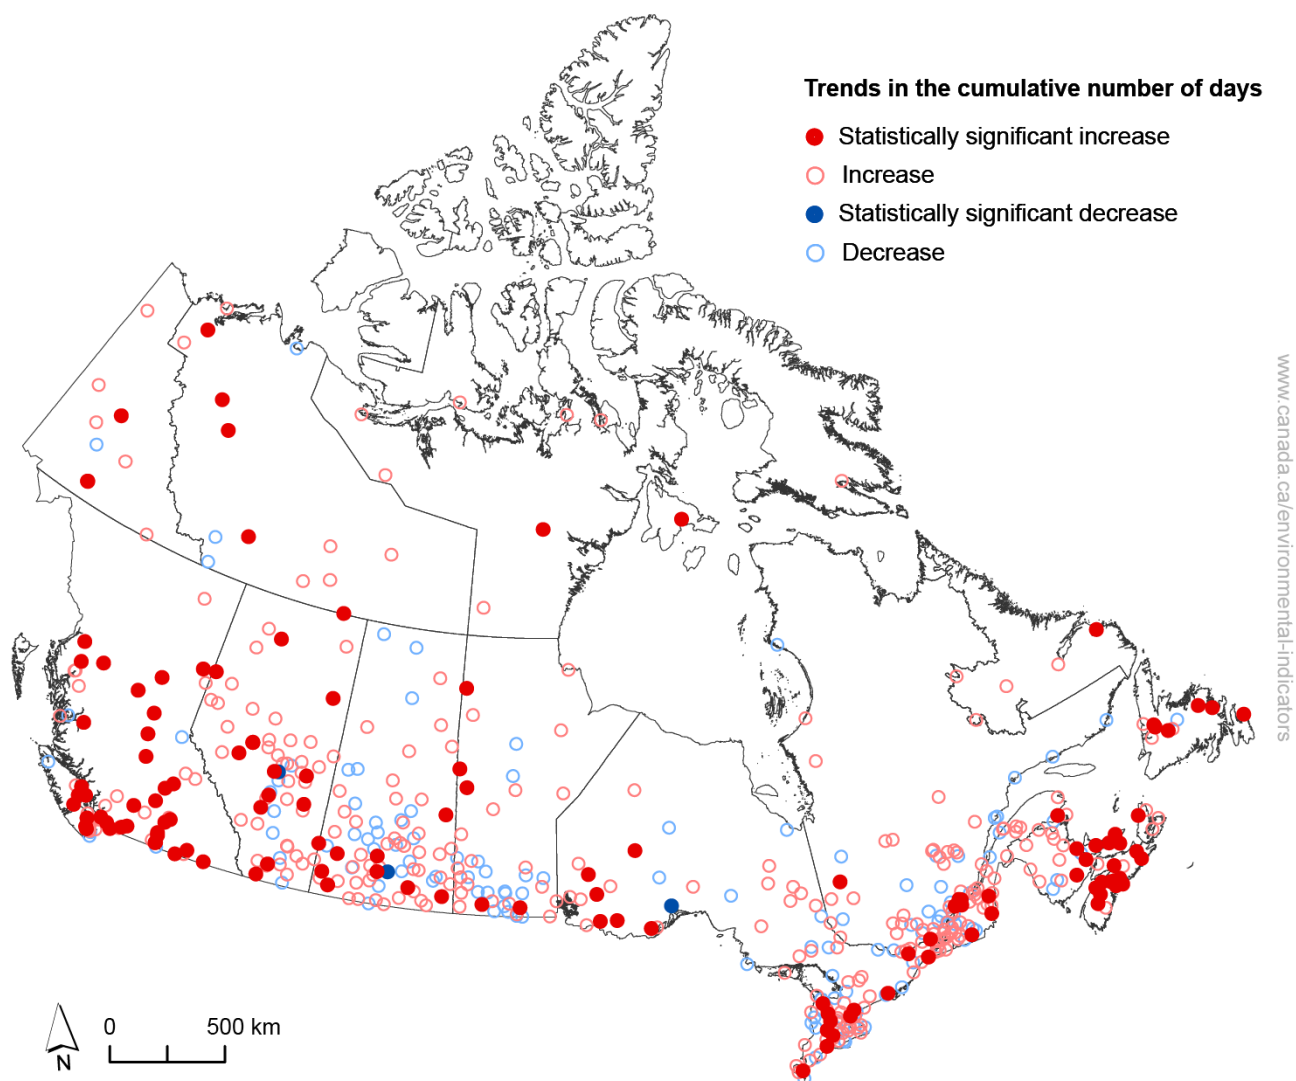 Trends in the cumulative number of days
Statistically significant increase
Increase
Statistically significant decrease
Decrease
www.canada.ca/environmental-indicators
0 500 km
N